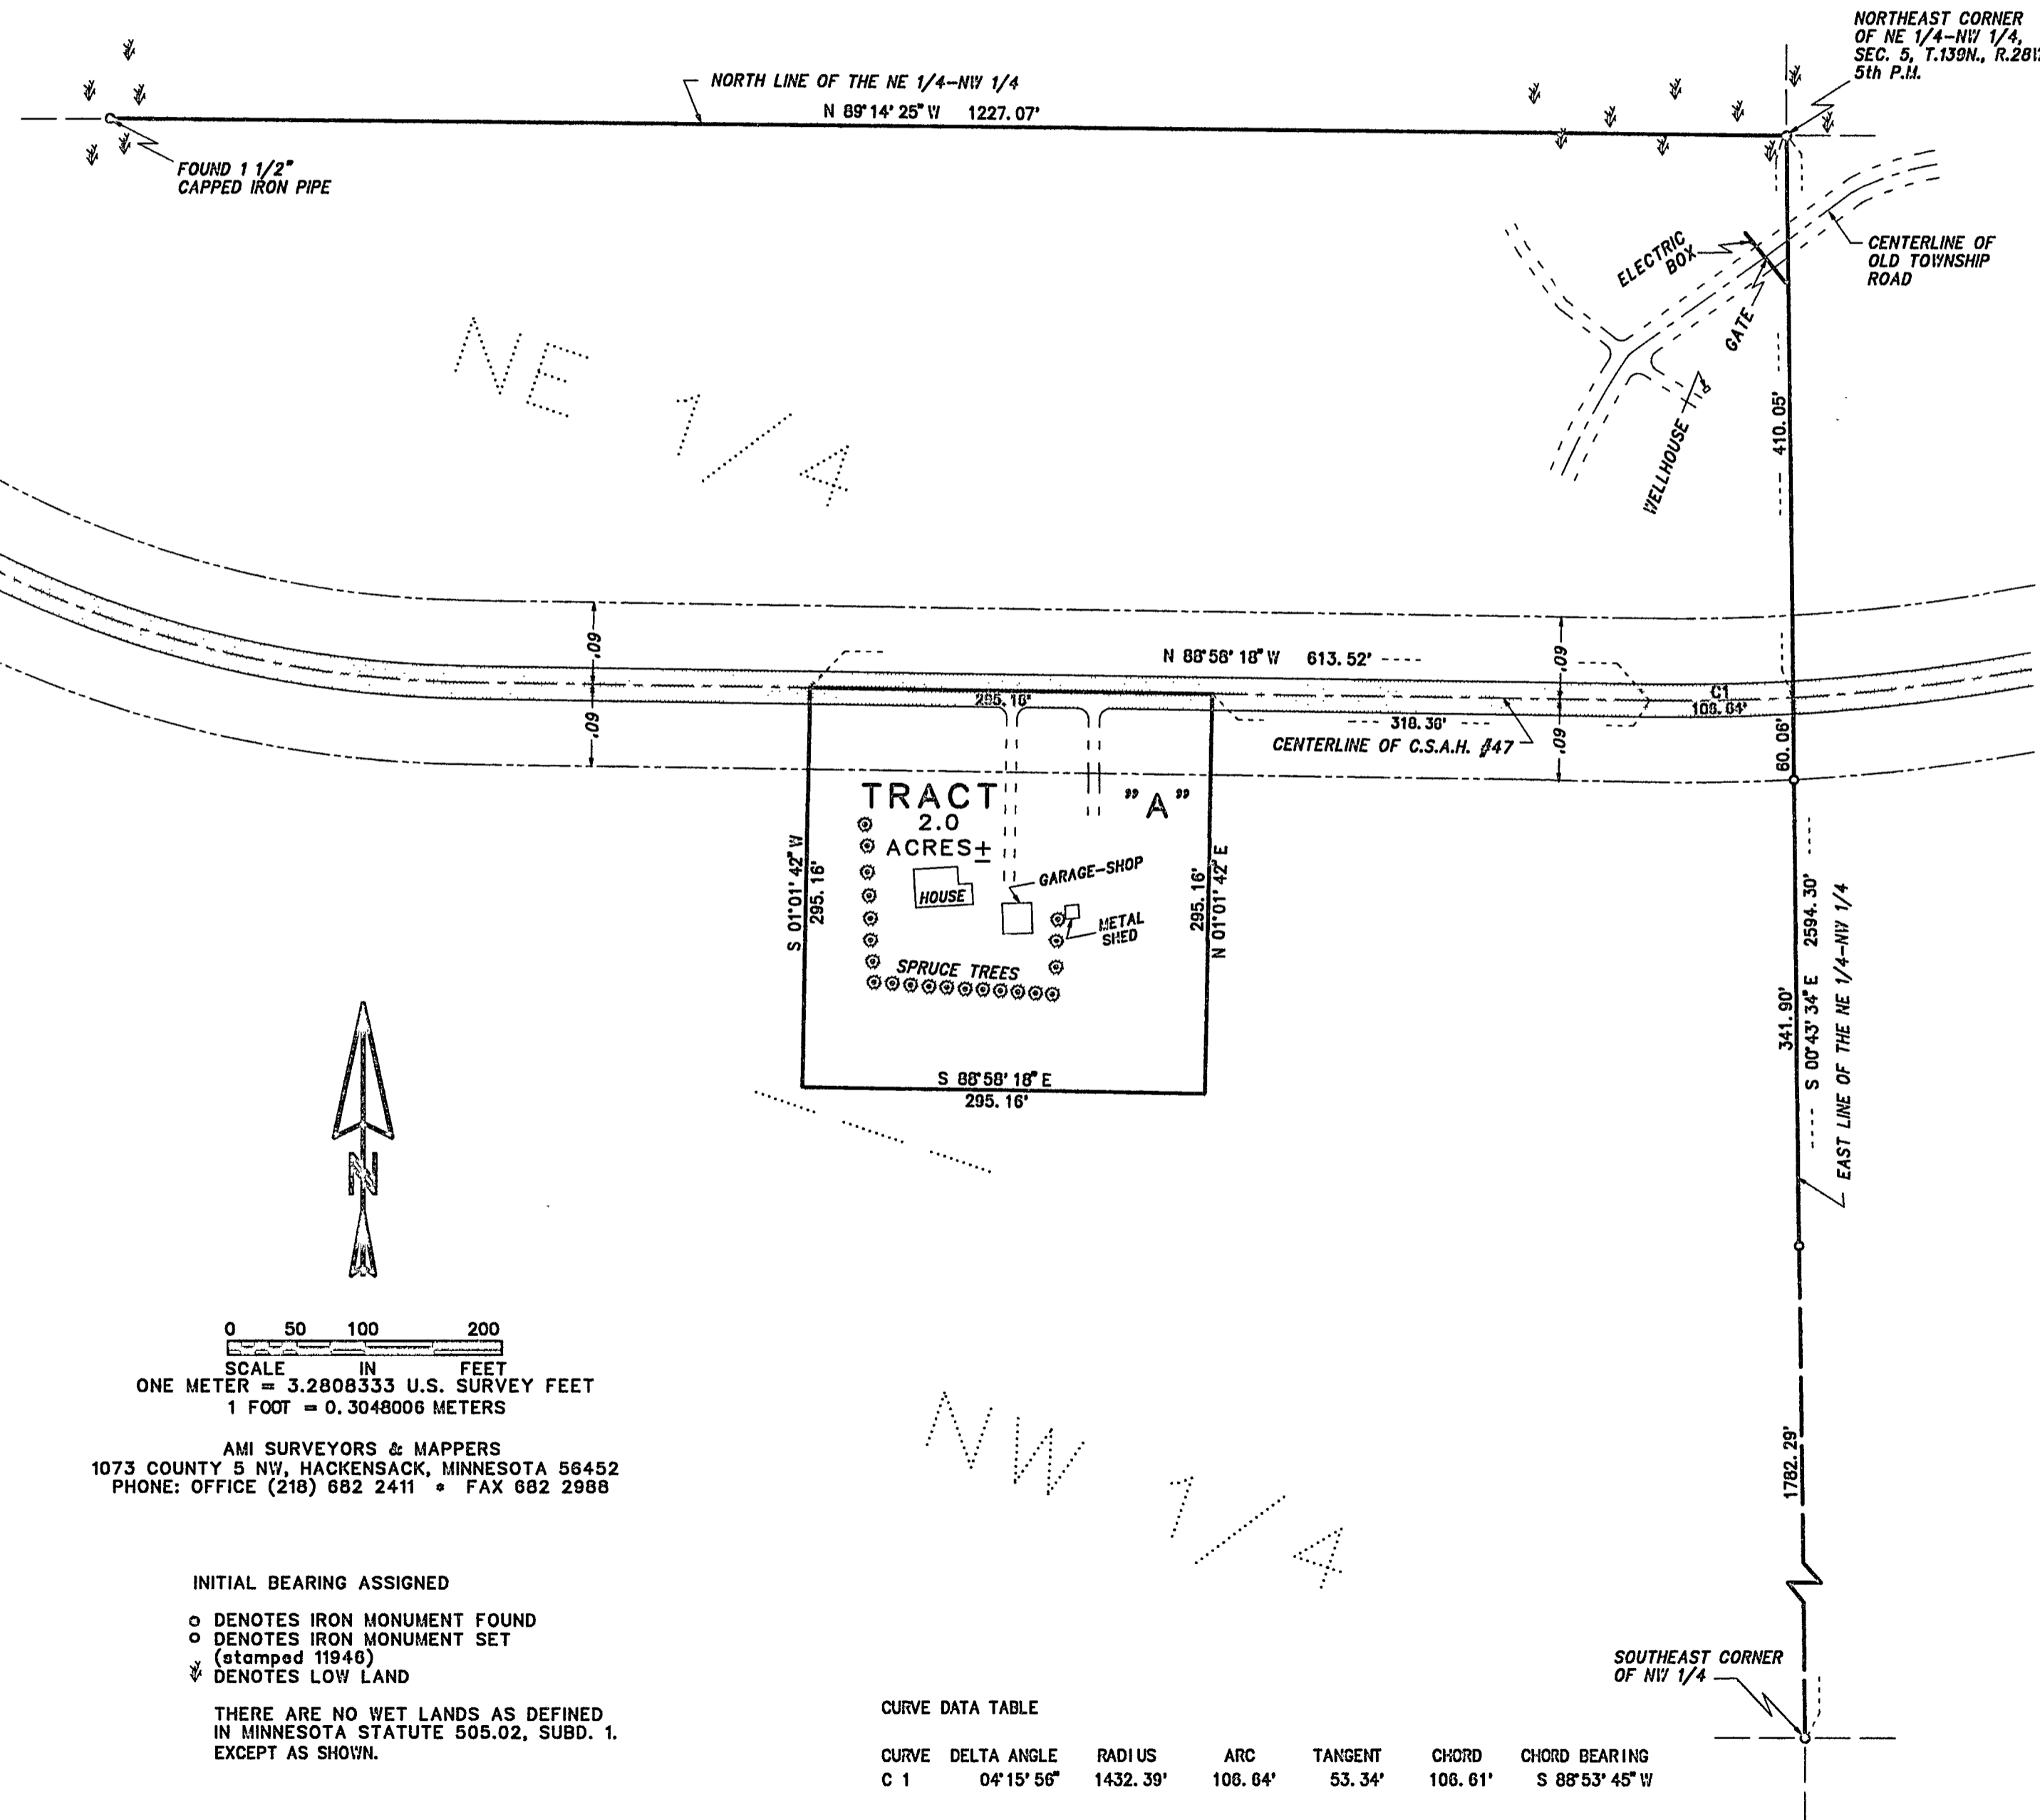 NORTHEAST CORNER
OF NE 1/4-NW 1/4,
SEC. 5, T.139N., R.28W
5th P.M.
NORTH LINE OF THE NE 1/4-NW 1/4
N 89°14'25" W 1227.07'
FOUND 1 1/2"
CAPPED IRON PIPE
ELECTRIC
BOX
CENTERLINE OF
OLD TOWNSHIP
ROAD
GATE
WELLHOUSE
410.05'
NE 1/4
60'
60'
N 88°58'18" W 613.52'
60'
60'
C1
106.64'
295.16'
318.36'
CENTERLINE OF C.S.A.H. #47
60.06'
TRACT "A"
2.0
ACRES±
S 01°01'42" W
295.16'
HOUSE
GARAGE-SHOP
METAL
SHED
SPRUCE TREES
295.16'
N 01°01'42" E
S 88°58'18" E
295.16'
341.90'
S 00°43'34" E 2594.30'
EAST LINE OF THE NE 1/4-NW 1/4
N
0 50 100 200
SCALE IN FEET
ONE METER = 3.2808333 U.S. SURVEY FEET
1 FOOT = 0.3048006 METERS
AMI SURVEYORS & MAPPERS
1073 COUNTY 5 NW, HACKENSACK, MINNESOTA 56452
PHONE: OFFICE (218) 682 2411 * FAX 682 2988
NW 1/4
1782.29'
INITIAL BEARING ASSIGNED
DENOTES IRON MONUMENT FOUND
DENOTES IRON MONUMENT SET
(stamped 11946)
DENOTES LOW LAND
THERE ARE NO WET LANDS AS DEFINED
IN MINNESOTA STATUTE 505.02, SUBD. 1.
EXCEPT AS SHOWN.
SOUTHEAST CORNER
OF NW 1/4
CURVE DATA TABLE
CURVE DELTA ANGLE RADIUS ARC TANGENT CHORD CHORD BEARING
C 1 04°15'56" 1432.39' 106.64' 53.34' 106.61' S 88°53'45" W